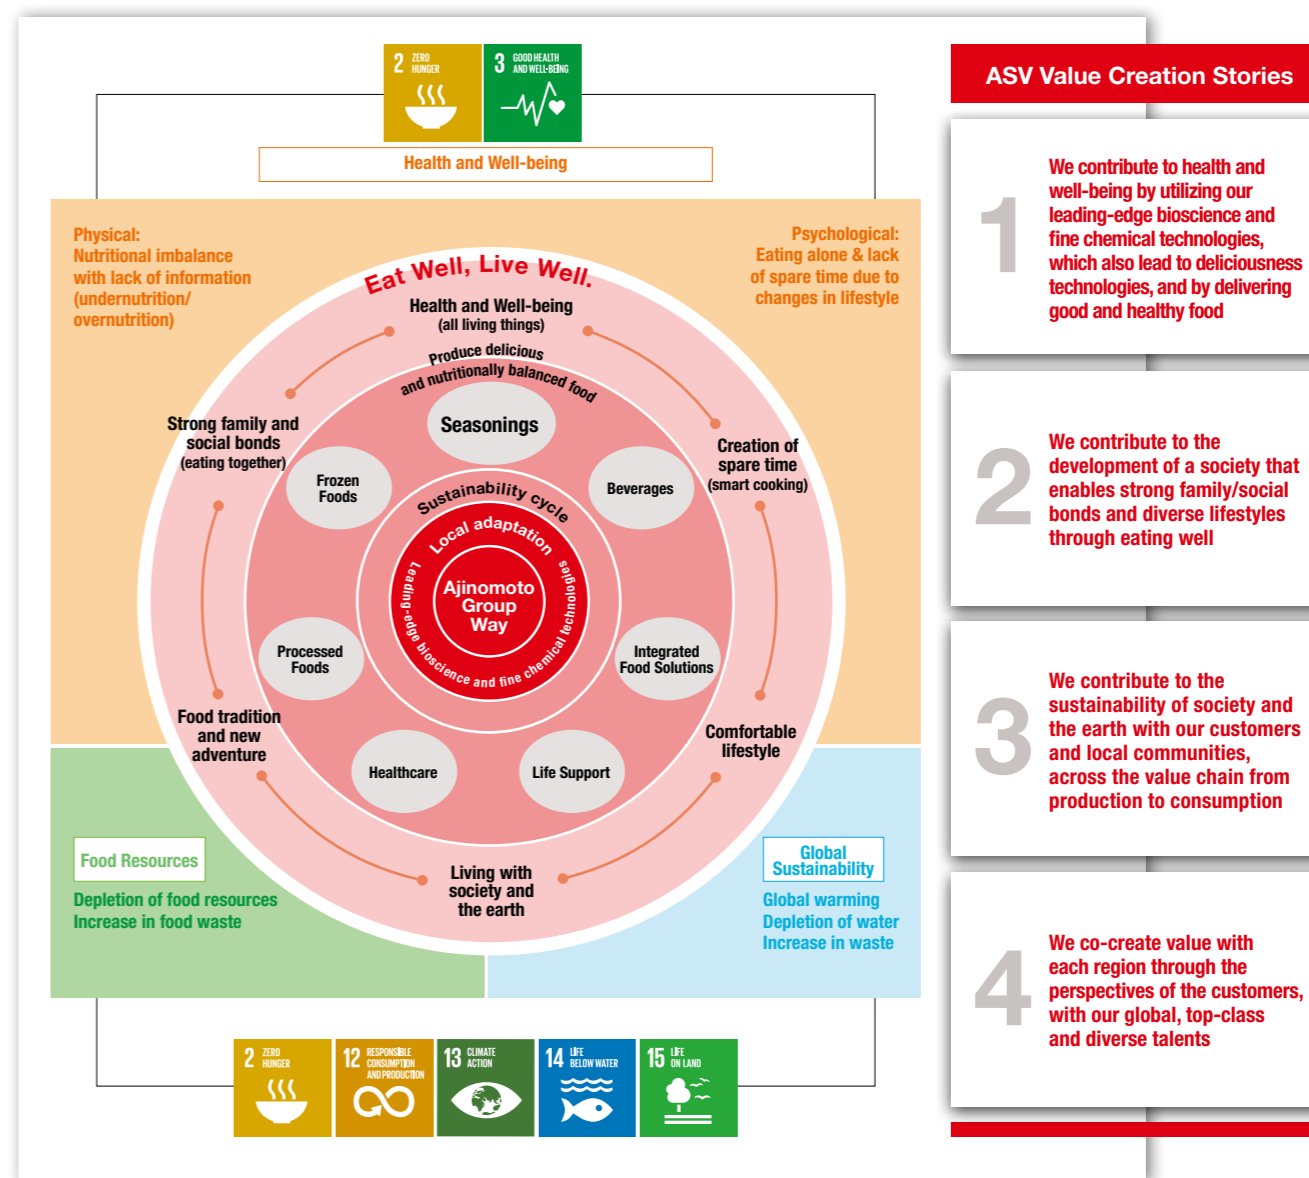 2 ZERO
HUNGER
3 GOOD HEALTH
AND WELL-BEING
Health and Well-being
Physical:
Nutritional imbalance
with lack of information
(undernutrition/
overnutrition)
Psychological:
Eating alone & lack
of spare time due to
changes in lifestyle
Eat Well, Live Well.
Health and Well-being
(all living things)
Produce delicious
and nutritionally balanced food
Strong family and
social bonds
(eating together)
Creation of
spare time
(smart cooking)
Seasonings
Frozen
Foods
Beverages
Sustainability cycle
Local adaptation
Leading-edge bioscience and fine chemical technologies
Ajinomoto
Group
Way
Processed
Foods
Integrated
Food Solutions
Food tradition
and new
adventure
Comfortable
lifestyle
Healthcare
Life Support
Living with
society and
the earth
Food Resources
Depletion of food resources
Increase in food waste
Global
Sustainability
Global warming
Depletion of water
Increase in waste
2 ZERO
HUNGER
12 RESPONSIBLE
CONSUMPTION
AND PRODUCTION
13 CLIMATE
ACTION
14 LIFE
BELOW WATER
15 LIFE
ON LAND
ASV Value Creation Stories
1
We contribute to health and
well-being by utilizing our
leading-edge bioscience and
fine chemical technologies,
which also lead to deliciousness
technologies, and by delivering
good and healthy food
2
We contribute to the
development of a society that
enables strong family/social
bonds and diverse lifestyles
through eating well
3
We contribute to the
sustainability of society and
the earth with our customers
and local communities,
across the value chain from
production to consumption
4
We co-create value with
each region through the
perspectives of the customers,
with our global, top-class
and diverse talents